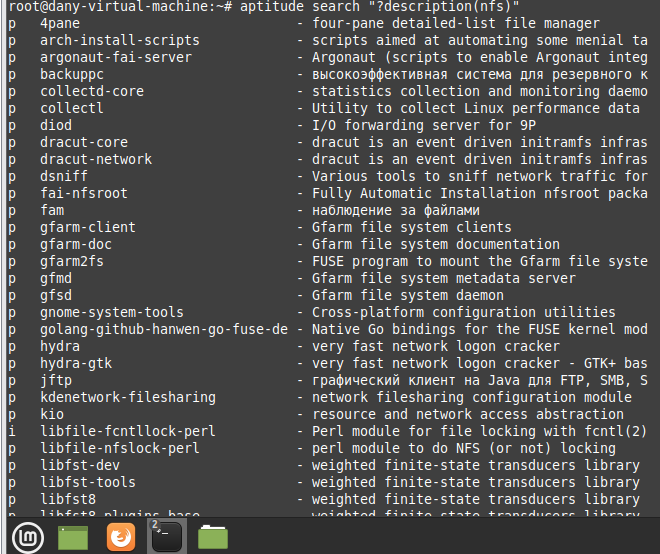 root@dany-virtual-machine:~# aptitude search "?description(nfs)"
p 4pane - four-pane detailed-list file manager
p arch-install-scripts - scripts aimed at automating some menial ta
p argonaut-fai-server - Argonaut (scripts to enable Argonaut integ
p backuppc - высокоэффективная система для резервного к
p collectd-core - statistics collection and monitoring daemo
p collectl - Utility to collect Linux performance data
p diod - I/O forwarding server for 9P
p dracut-core - dracut is an event driven initramfs infras
p dracut-network - dracut is an event driven initramfs infras
p dsniff - Various tools to sniff network traffic for
p fai-nfsroot - Fully Automatic Installation nfsroot packa
p fam - наблюдение за файлами
p gfarm-client - Gfarm file system clients
p gfarm-doc - Gfarm file system documentation
p gfarm2fs - FUSE program to mount the Gfarm file syste
p gfmd - Gfarm file system metadata server
p gfsd - Gfarm file system daemon
p gnome-system-tools - Cross-platform configuration utilities
p golang-github-hanwen-go-fuse-de - Native Go bindings for the FUSE kernel mod
p hydra - very fast network logon cracker
p hydra-gtk - very fast network logon cracker - GTK+ bas
p jftp - графический клиент на Java для FTP, SMB, S
p kdenetwork-filesharing - network filesharing configuration module
p kio - resource and network access abstraction
i libfile-fcntllock-perl - Perl module for file locking with fcntl(2)
p libfile-nfslock-perl - perl module to do NFS (or not) locking
p libfst-dev - weighted finite-state transducers library
p libfst-tools - weighted finite-state transducers library
p libfst8 - weighted finite-state transducers library
p libfst8-plugins-base - weighted finite-state transducers library
2